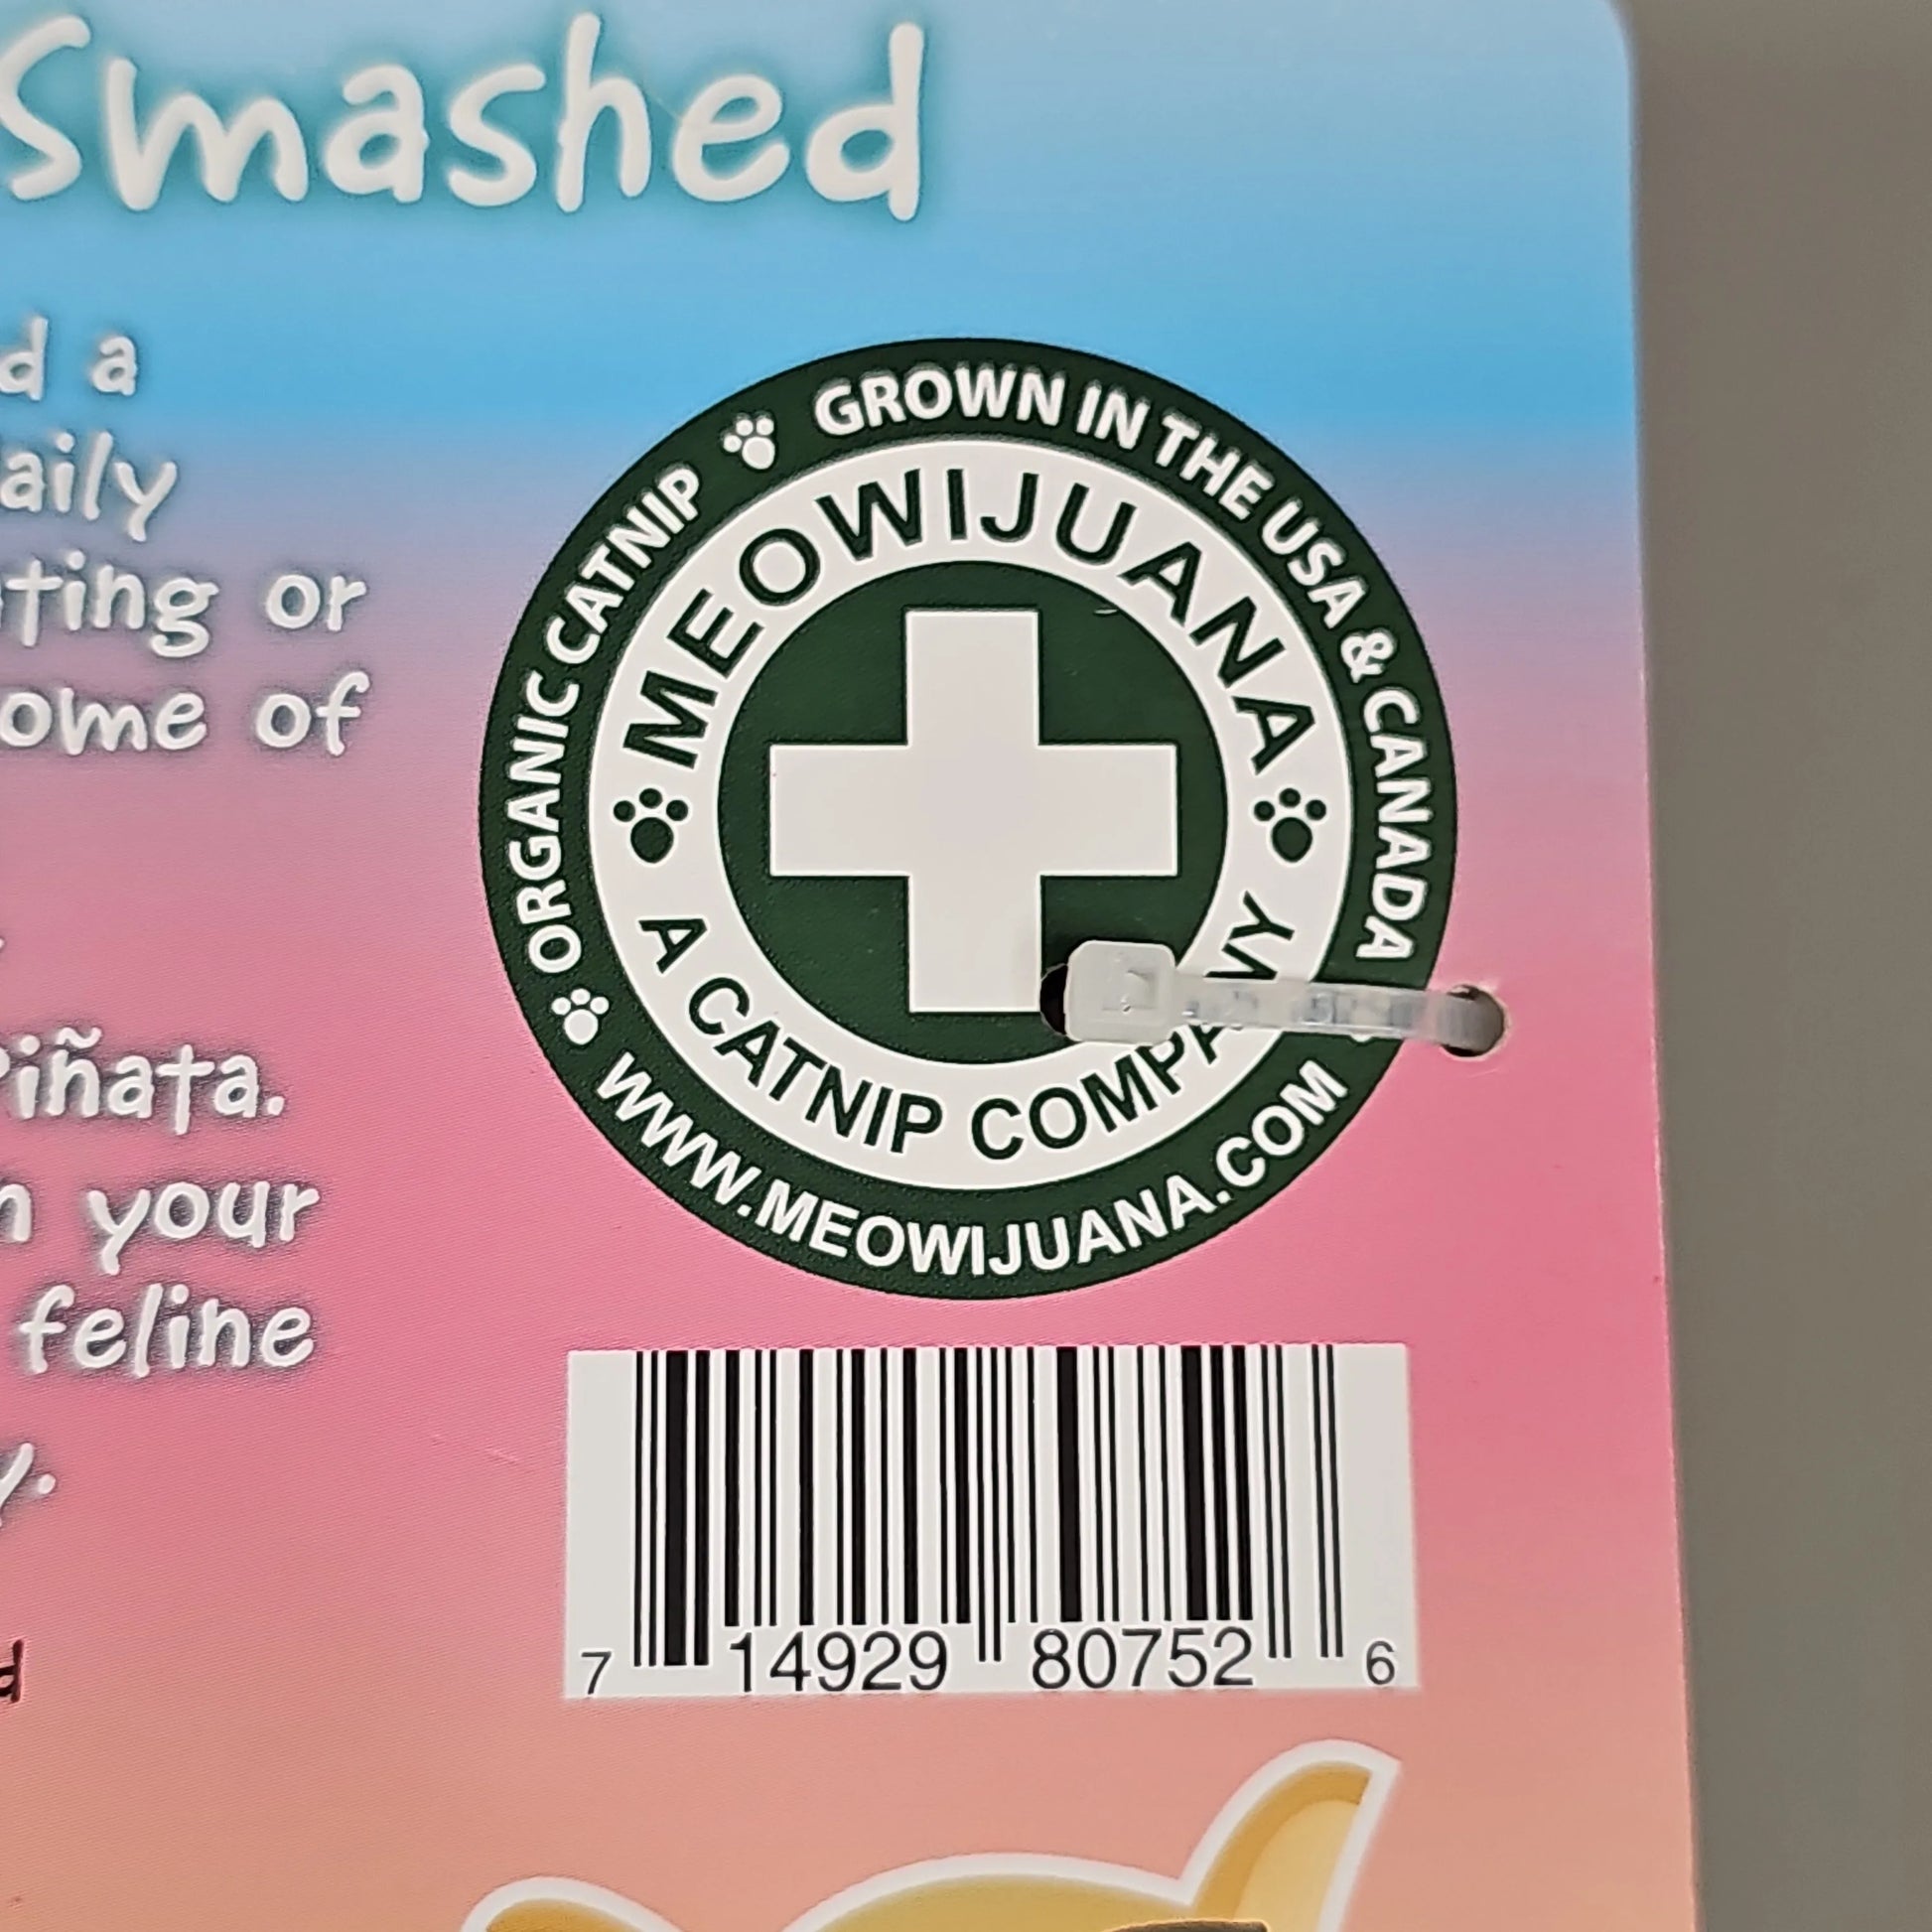 Smashed
d a
aily
ting or
ome of
iñata.
your
feline
y.
d
ORGANIC CATNIP GROWN IN THE USA & CANADA
MEOWIJUANA
A CATNIP COMPANY
WWW.MEOWIJUANA.COM
7 14929 80752 6